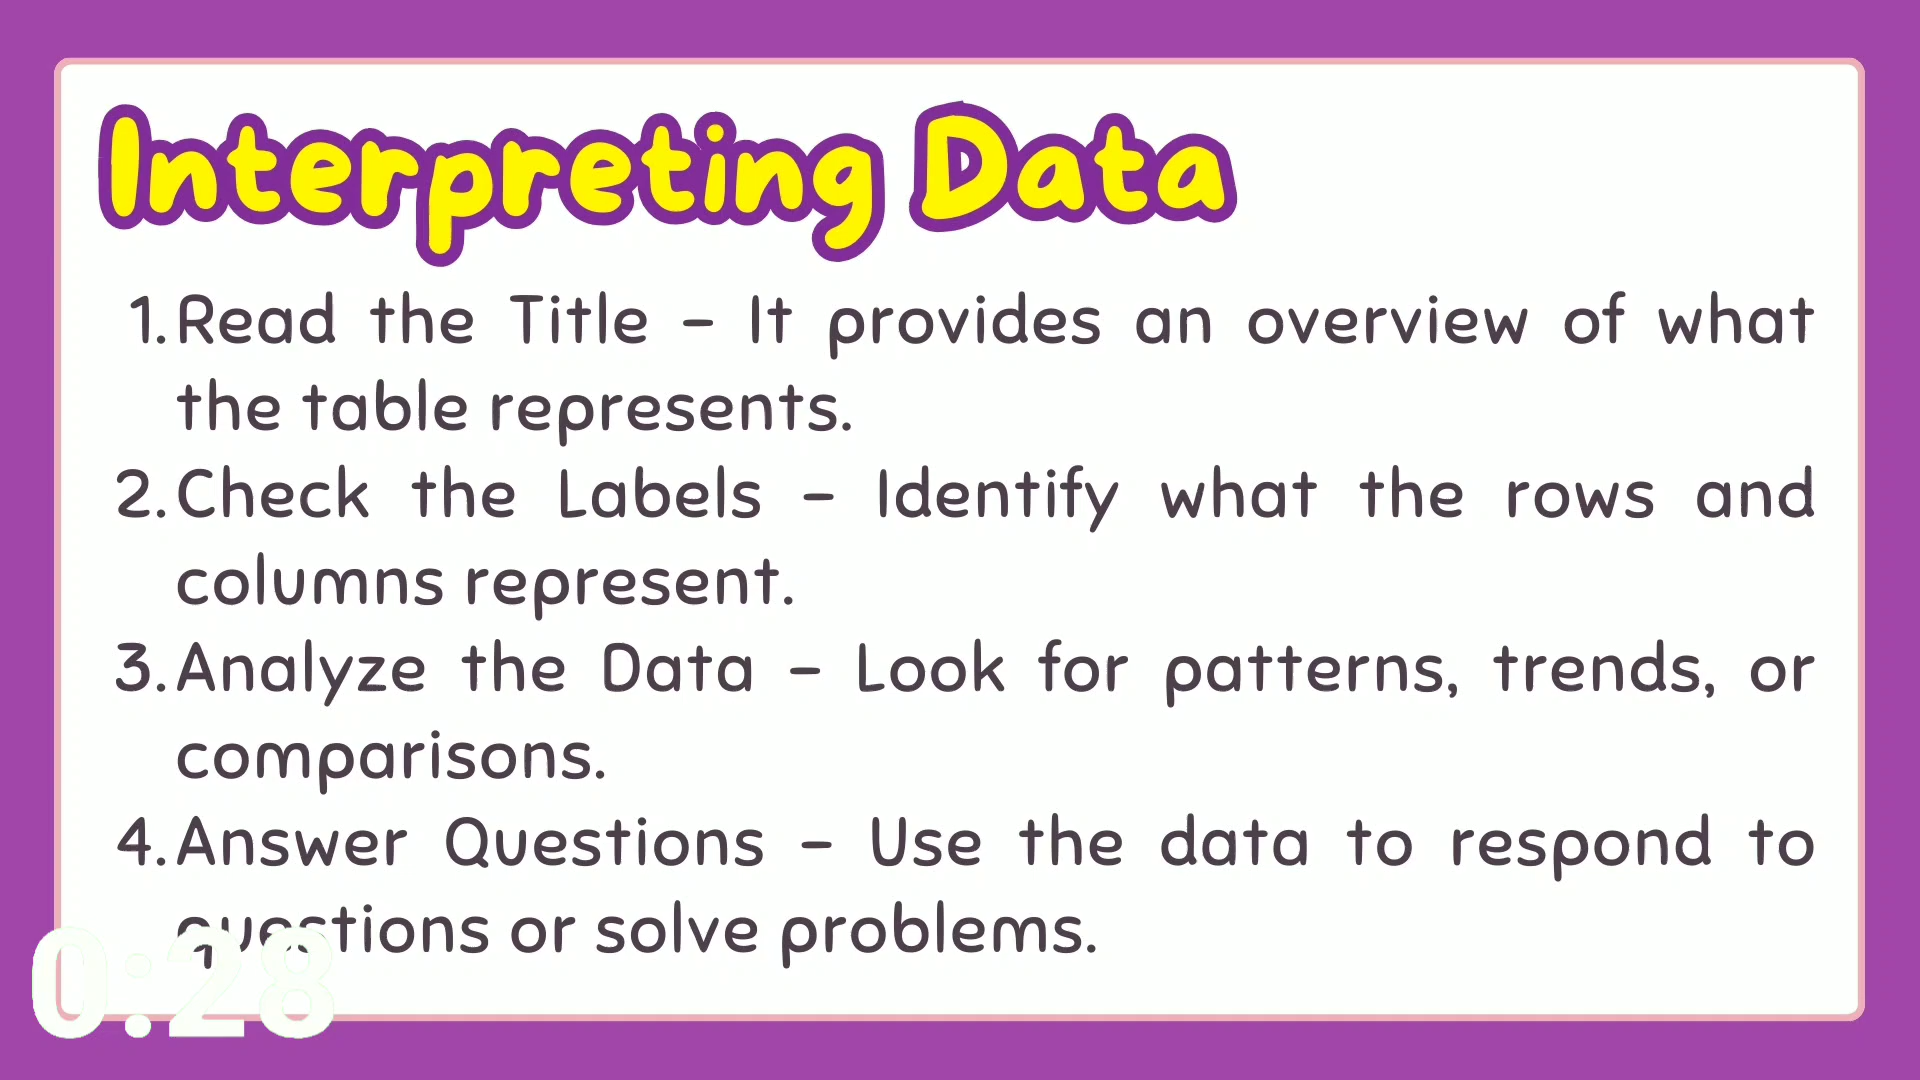 Interpreting Data
1. Read the Title - It provides an overview of what
the table represents.
2. Check the Labels - Identify what the rows and
columns represent.
3. Analyze the Data - Look for patterns, trends, or
comparisons.
4. Answer Questions - Use the data to respond to
questions or solve problems.
0:28